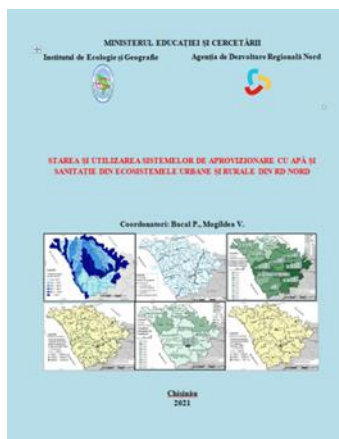 MINISTERUL EDUCAȚIEI ȘI CERCETĂRII
Institutul de Ecologie și Geografie Agenția de Dezvoltare Regională Nord
STAREA ȘI UTILIZAREA SISTEMELOR DE APROVIZIONARE CU APĂ ȘI
SANITAȚIE DIN ECOSISTEMELE URBANE ȘI RURALE DIN RD NORD
Coordonatori: Bacal P., Mogildea V.
Chișinău
2021